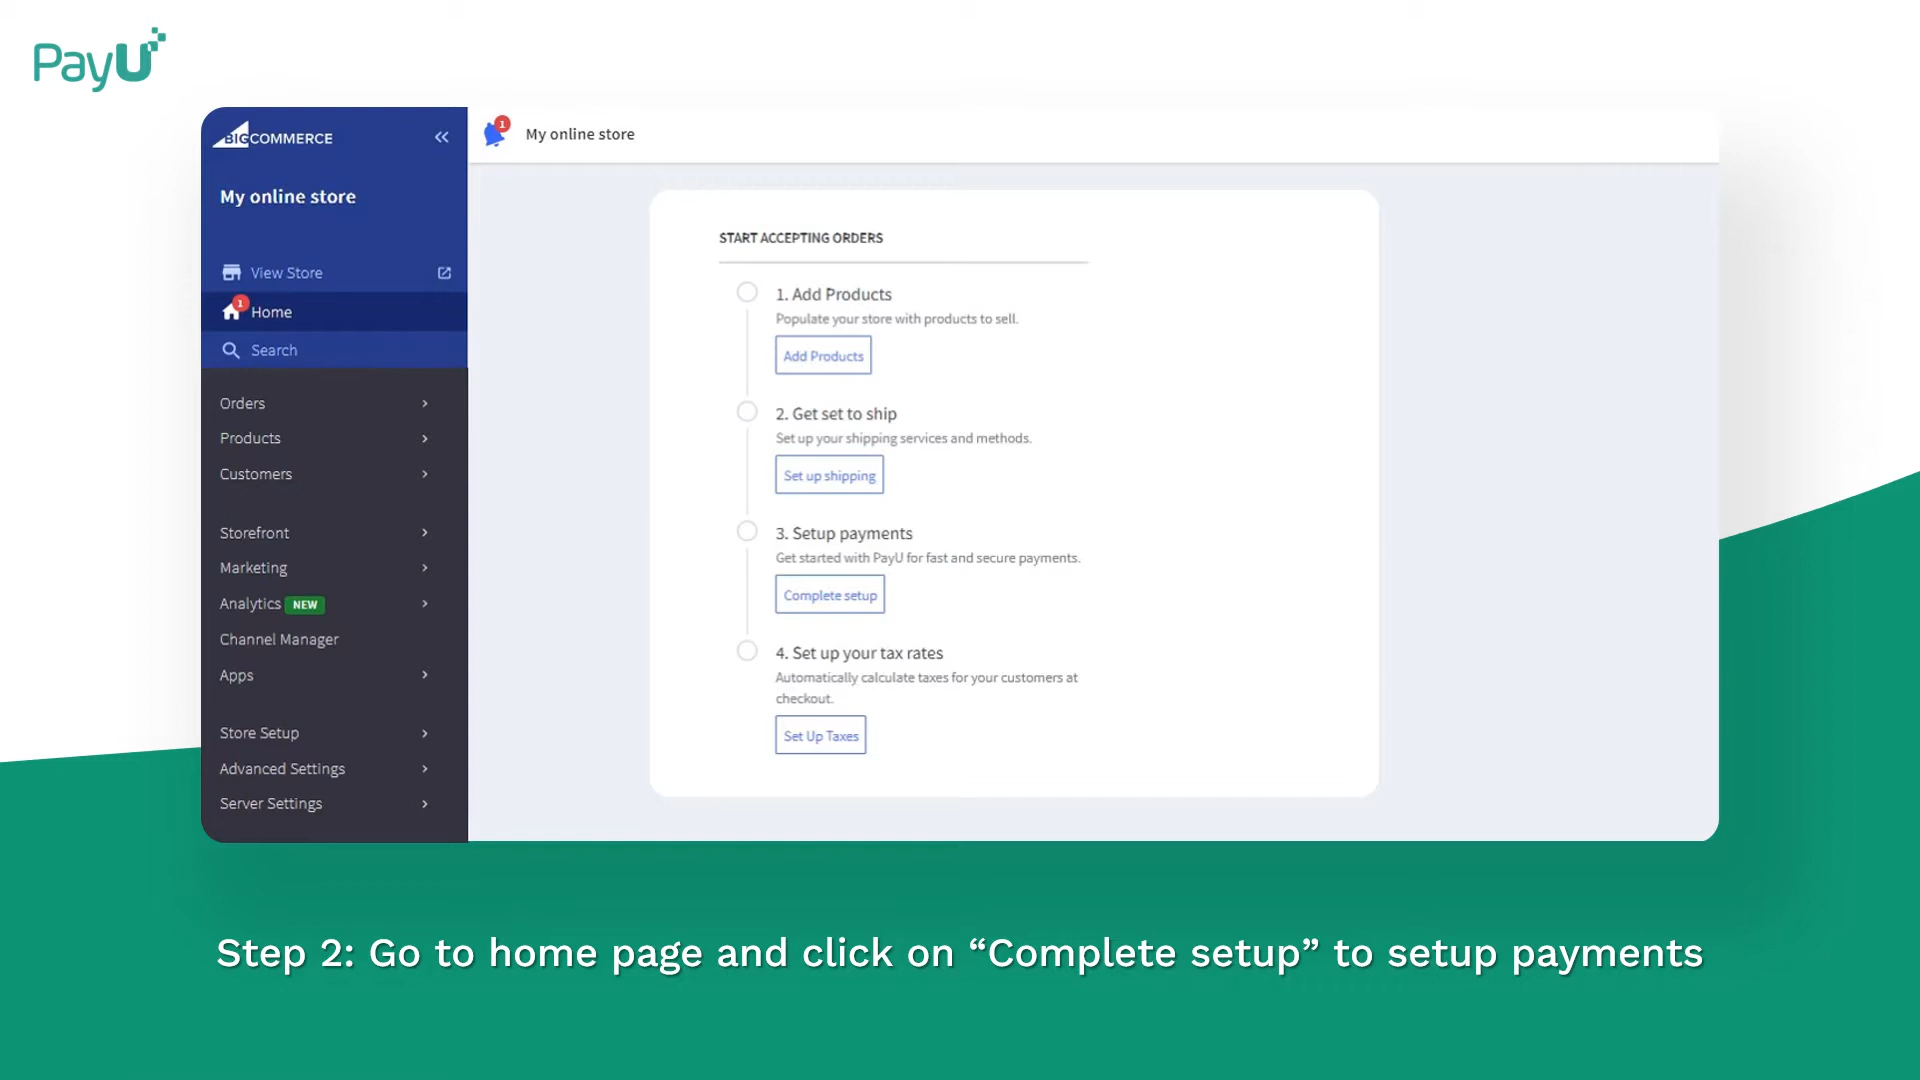 PayU
BIGCOMMERCE
1
My online store
My online store
View Store
1
Home
Search
Orders
Products
Customers
Storefront
Marketing
Analytics NEW
Channel Manager
Apps
Store Setup
Advanced Settings
Server Settings
START ACCEPTING ORDERS
1. Add Products
Populate your store with products to sell.
Add Products
2. Get set to ship
Set up your shipping services and methods.
Set up shipping
3. Setup payments
Get started with PayU for fast and secure payments.
Complete setup
4. Set up your tax rates
Automatically calculate taxes for your customers at
checkout.
Set Up Taxes
Step 2: Go to home page and click on “Complete setup” to setup payments